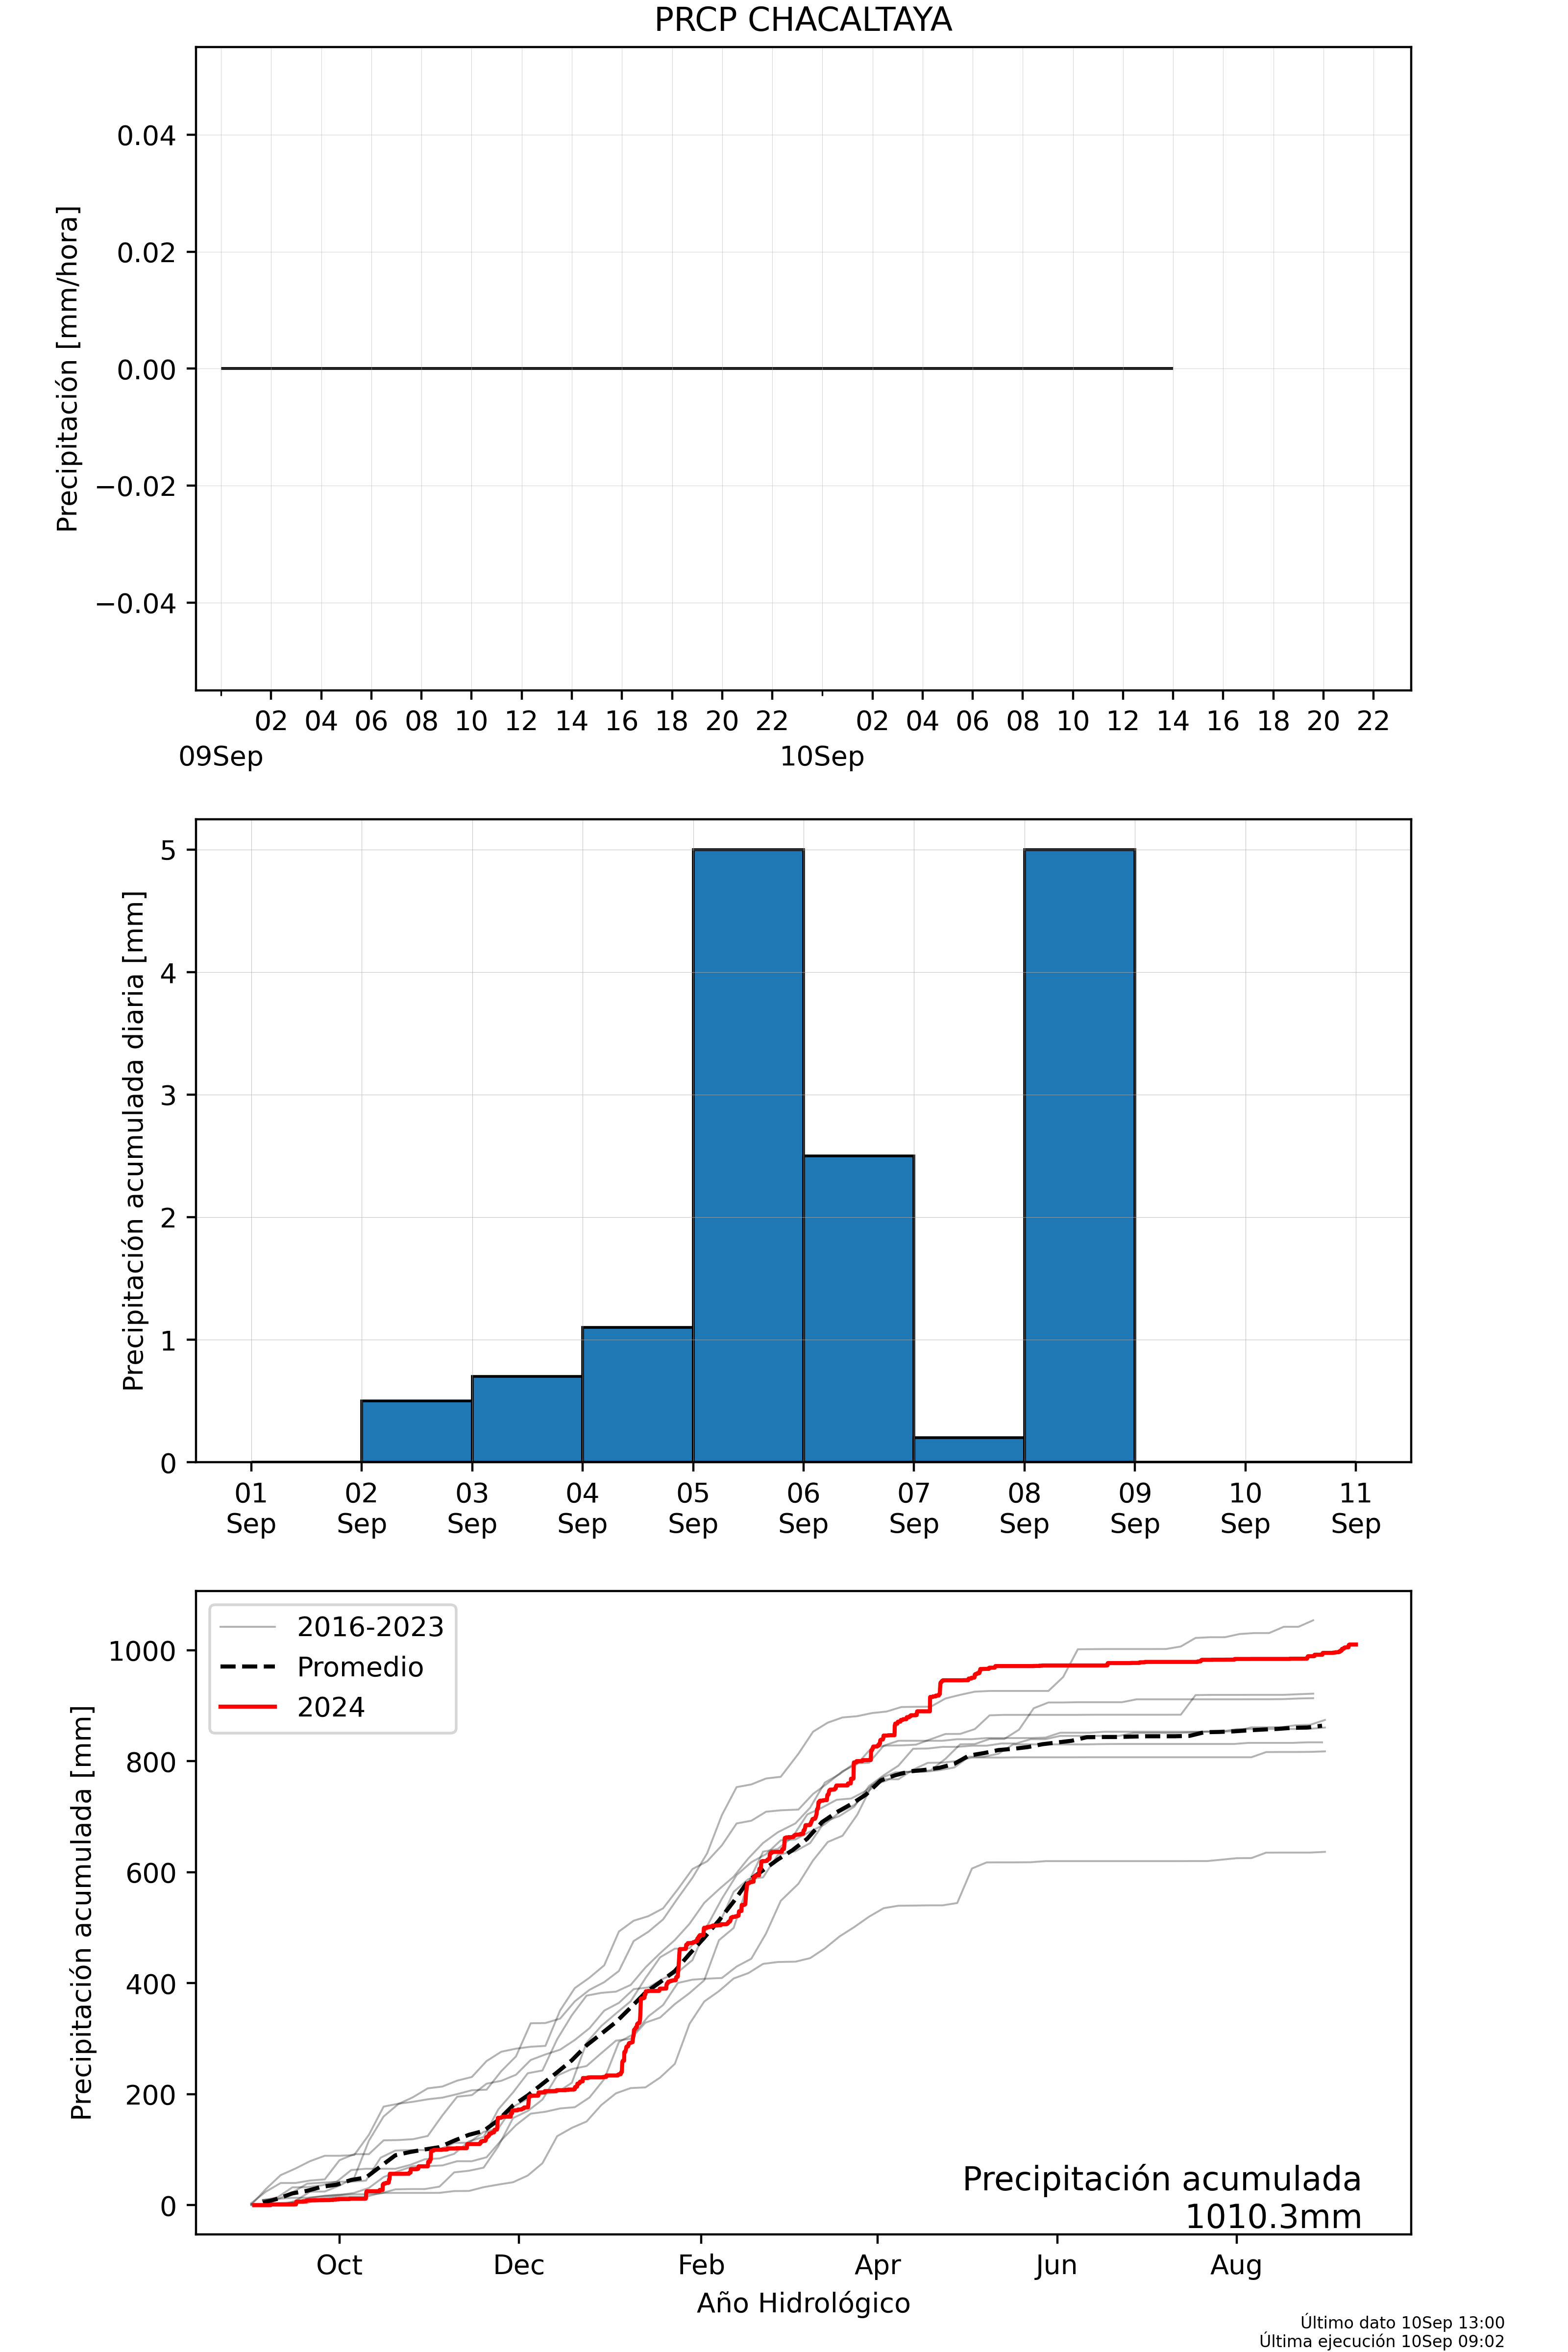 PRCP CHACALTAYA
Precipitación [mm/hora]
0.04
0.02
0.00
−0.02
−0.04
02 04 06 08 10 12 14 16 18 20 22 02 04 06 08 10 12 14 16 18 20 22
09Sep 10Sep
Precipitación acumulada diaria [mm]
5
4
3
2
1
0
01 02 03 04 05 06 07 08 09 10 11
Sep Sep Sep Sep Sep Sep Sep Sep Sep Sep Sep
Precipitación acumulada [mm]
1000
800
600
400
200
0
2016-2023
Promedio
2024
Precipitación acumulada
1010.3mm
Oct Dec Feb Apr Jun Aug
Año Hidrológico
Último dato 10Sep 13:00
Última ejecución 10Sep 09:02